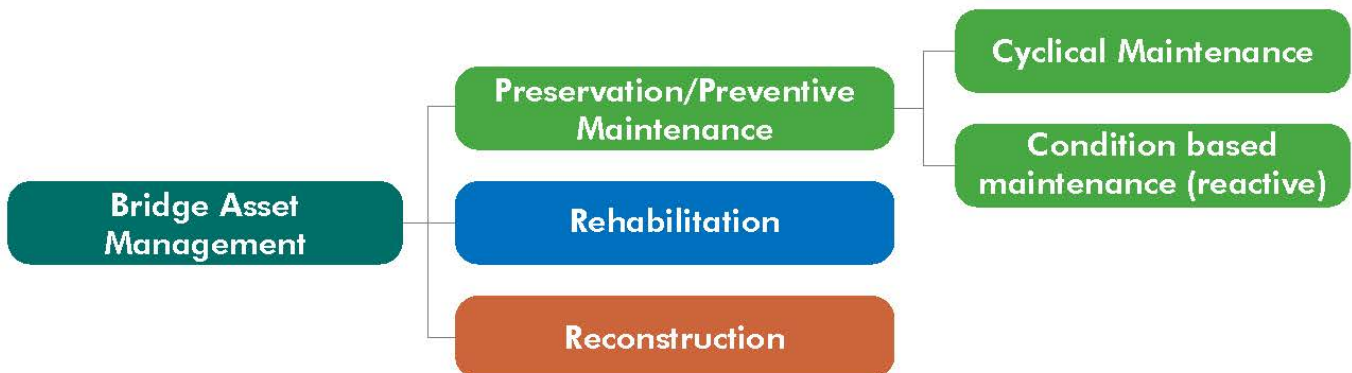 Cyclical Maintenance
Preservation/Preventive
Maintenance
Condition based
maintenance (reactive)
Bridge Asset
Management
Rehabilitation
Reconstruction